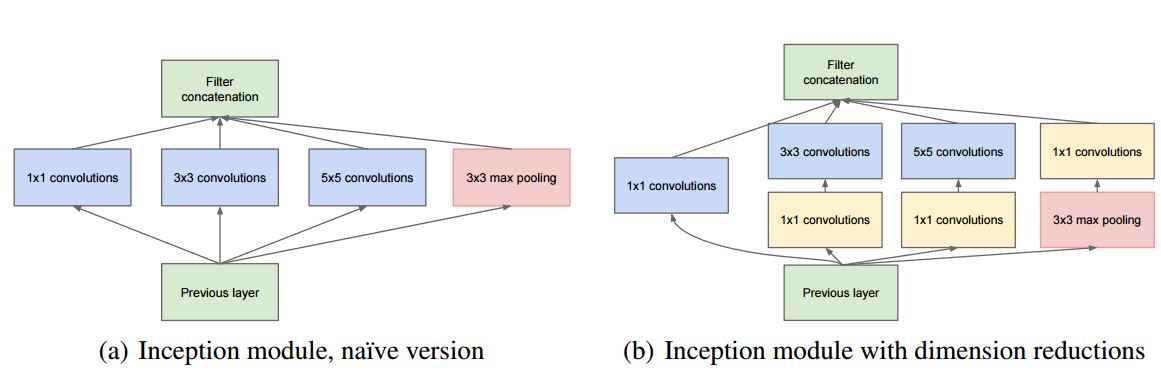 Filter
concatenation
1x1 convolutions
3x3 convolutions
5x5 convolutions
3x3 max pooling
Previous layer
(a) Inception module, naïve version
Filter
concatenation
3x3 convolutions
5x5 convolutions
1x1 convolutions
1x1 convolutions
1x1 convolutions
1x1 convolutions
3x3 max pooling
Previous layer
(b) Inception module with dimension reductions